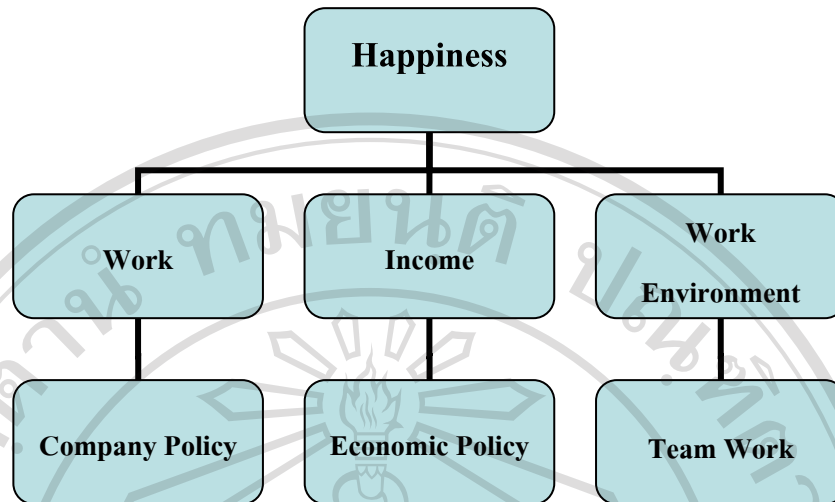 Happiness
Work
Income
Work
Environment
Company Policy
Economic Policy
Team Work